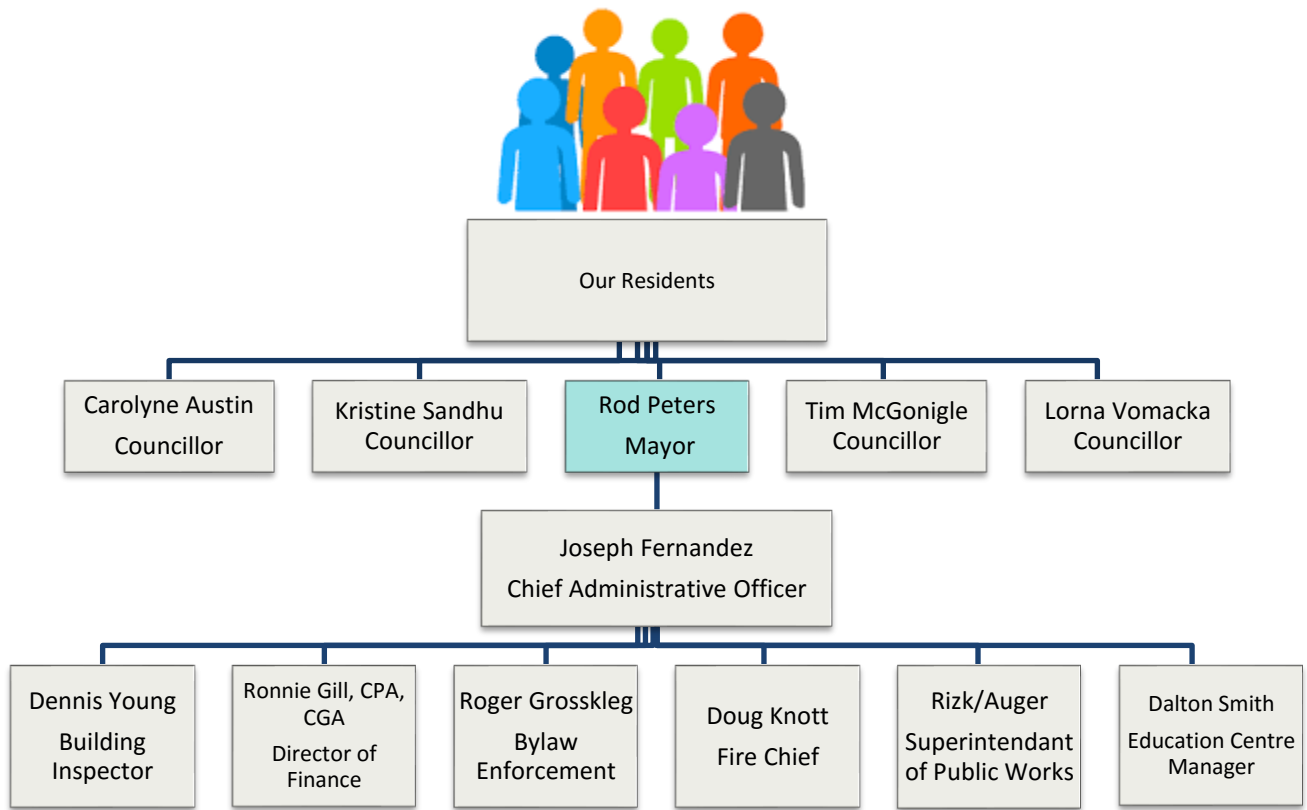 Our Residents
Carolyne Austin
Councillor
Kristine Sandhu
Councillor
Rod Peters
Mayor
Tim McGonigle
Councillor
Lorna Vomacka
Councillor
Joseph Fernandez
Chief Administrative Officer
Dennis Young
Building
Inspector
Ronnie Gill, CPA,
CGA
Director of
Finance
Roger Grosskleg
Bylaw
Enforcement
Doug Knott
Fire Chief
Rizk/Auger
Superintendant
of Public Works
Dalton Smith
Education Centre
Manager